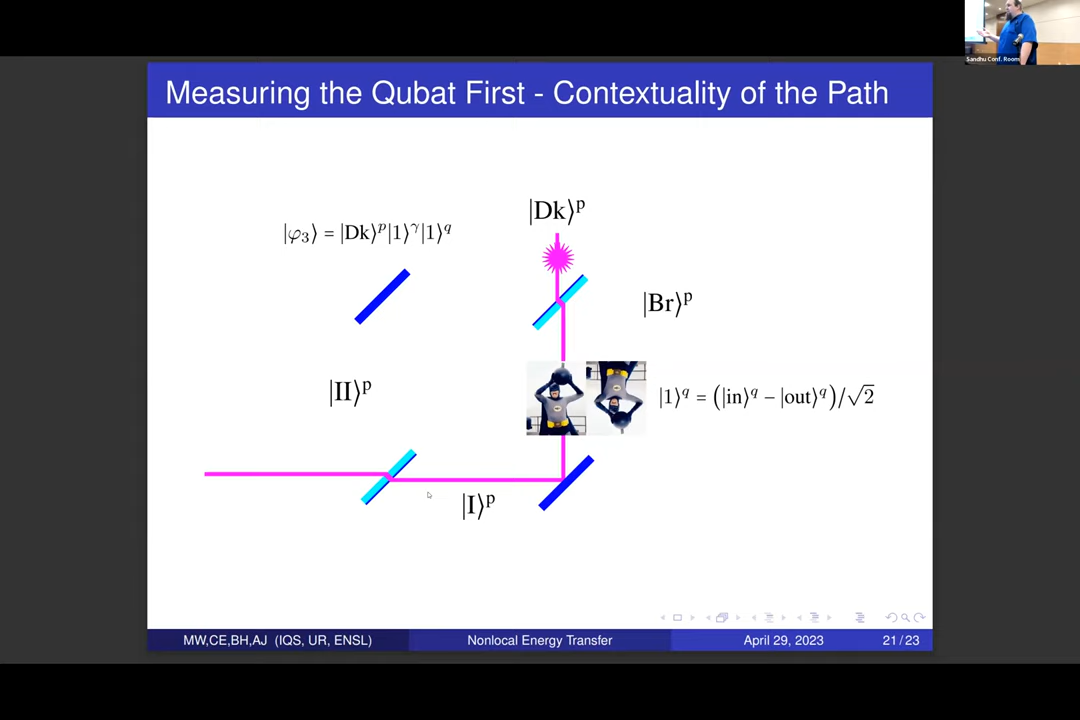 Sandhu Conf. Room
Measuring the Qubat First - Contextuality of the Path
|Dk⟩ᵖ
|φ₃⟩ = |Dk⟩ᵖ|1⟩ᵞ|1⟩^q
|Br⟩ᵖ
|II⟩ᵖ
|1⟩^q = (|in⟩^q − |out⟩^q)/√2
|I⟩ᵖ
MW,CE,BH,AJ (IQS, UR, ENSL) Nonlocal Energy Transfer April 29, 2023 21/23